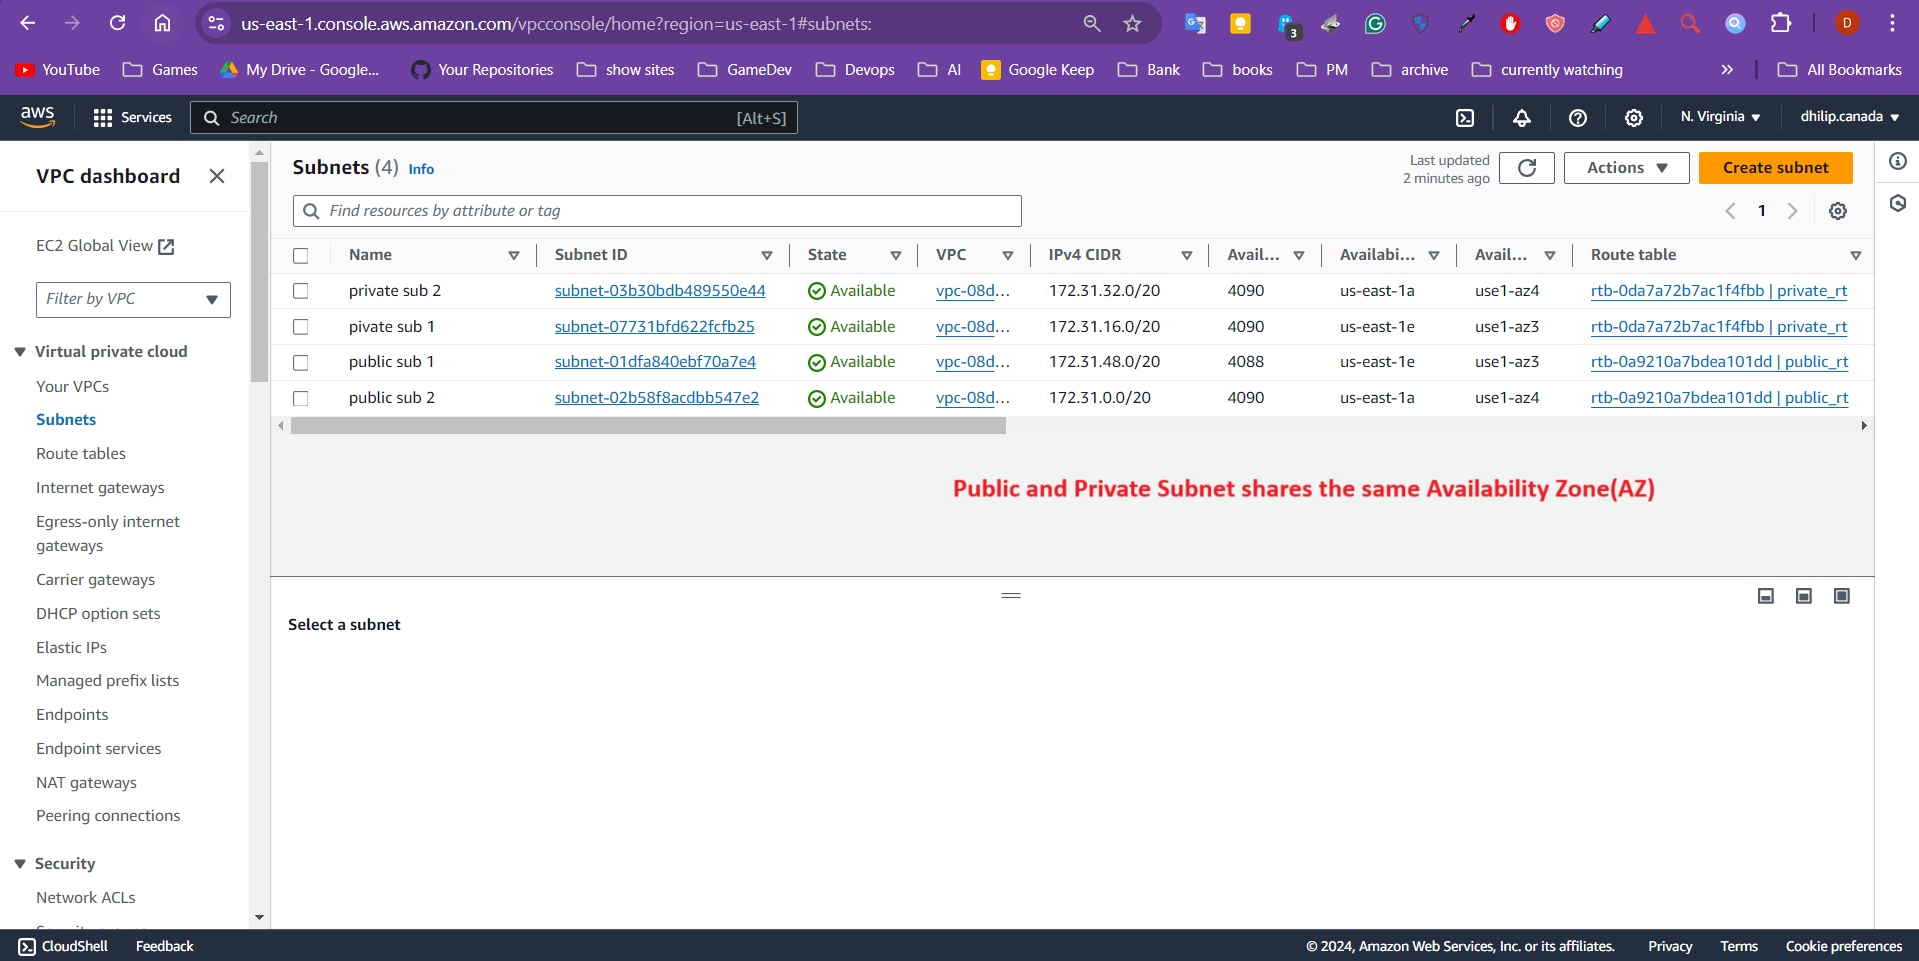 us-east-1.console.aws.amazon.com/vpcconsole/home?region=us-east-1#subnets:
3
D
YouTube Games My Drive - Google... Your Repositories show sites GameDev Devops AI Google Keep Bank books PM archive currently watching » All Bookmarks
aws Services Search [Alt+S] N. Virginia dhilip.canada
VPC dashboard
EC2 Global View
Filter by VPC
Virtual private cloud
Your VPCs
Subnets
Route tables
Internet gateways
Egress-only internet
gateways
Carrier gateways
DHCP option sets
Elastic IPs
Managed prefix lists
Endpoints
Endpoint services
NAT gateways
Peering connections
Security
Network ACLs
Subnets (4) Info
Last updated
2 minutes ago
Actions
Create subnet
Find resources by attribute or tag
1
Name Subnet ID State VPC IPv4 CIDR Avail... Availabi... Avail... Route table
private sub 2 subnet-03b30bdb489550e44 Available vpc-08d... 172.31.32.0/20 4090 us-east-1a use1-az4 rtb-0da7a72b7ac1f4fbb | private_rt
pivate sub 1 subnet-07731bfd622fcfb25 Available vpc-08d... 172.31.16.0/20 4090 us-east-1e use1-az3 rtb-0da7a72b7ac1f4fbb | private_rt
public sub 1 subnet-01dfa840ebf70a7e4 Available vpc-08d... 172.31.48.0/20 4088 us-east-1e use1-az3 rtb-0a9210a7bdea101dd | public_rt
public sub 2 subnet-02b58f8acdbb547e2 Available vpc-08d... 172.31.0.0/20 4090 us-east-1a use1-az4 rtb-0a9210a7bdea101dd | public_rt
Public and Private Subnet shares the same Availability Zone(AZ)
Select a subnet
CloudShell Feedback © 2024, Amazon Web Services, Inc. or its affiliates. Privacy Terms Cookie preferences